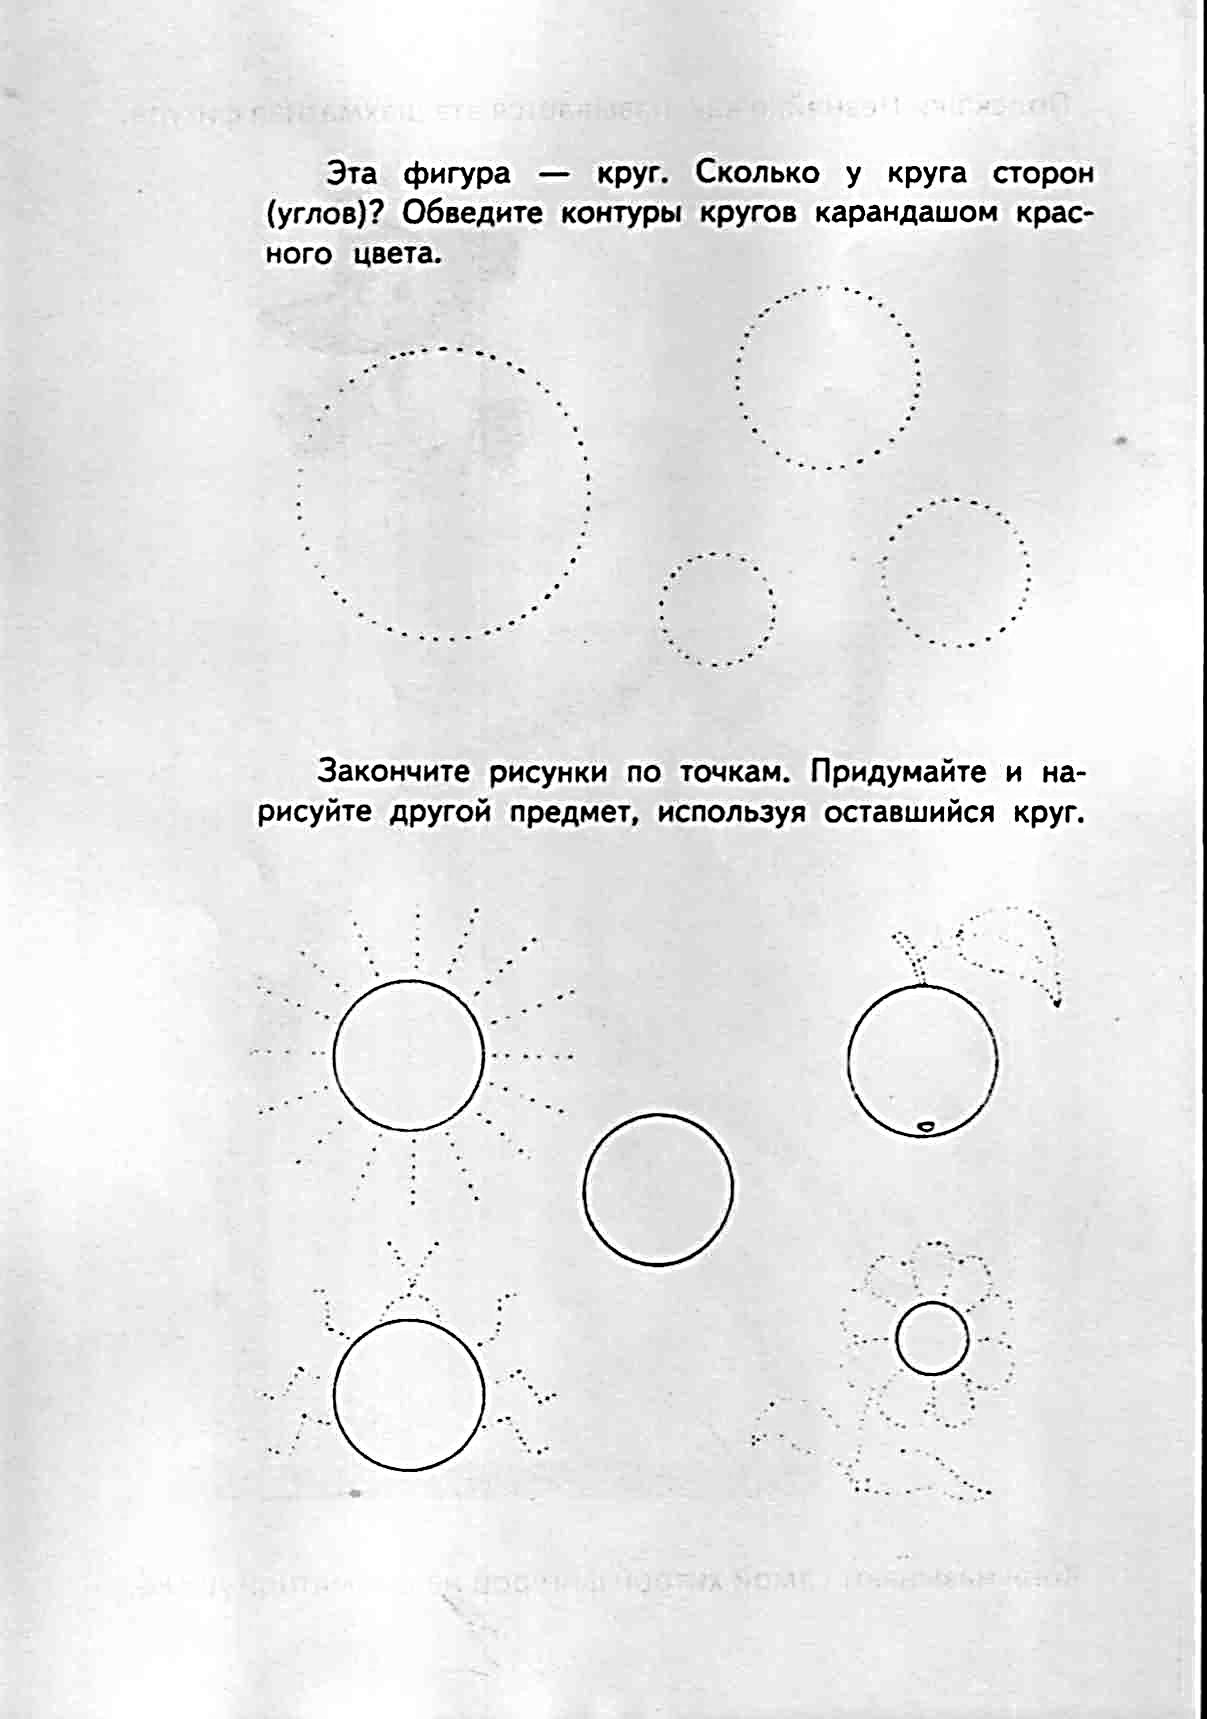 Эта фигура — круг. Сколько у круга сторон
(углов)? Обведите контуры кругов карандашом крас-
ного цвета.
Закончите рисунки по точкам. Придумайте и на-
рисуйте другой предмет, используя оставшийся круг.